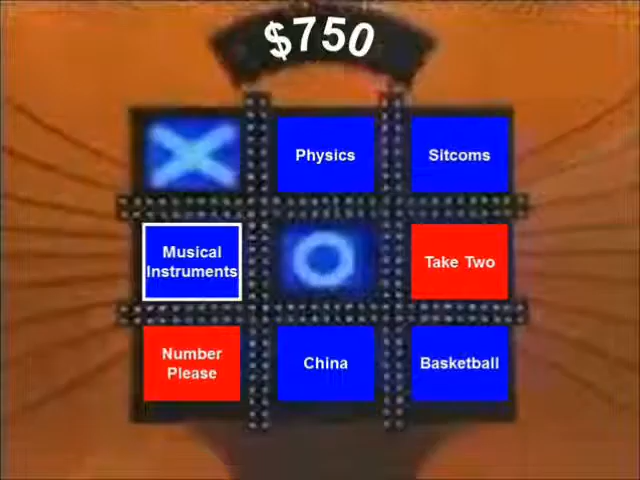 $750
X
Physics
Sitcoms
Musical
Instruments
O
Take Two
Number
Please
China
Basketball